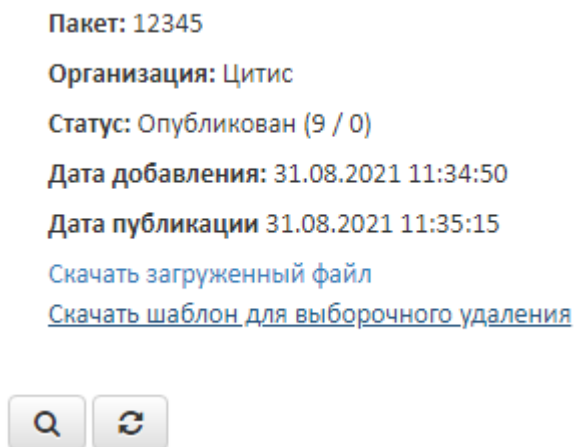 Пакет: 12345
Организация: Цитис
Статус: Опубликован (9 / 0)
Дата добавления: 31.08.2021 11:34:50
Дата публикации 31.08.2021 11:35:15
Скачать загруженный файл
Скачать шаблон для выборочного удаления